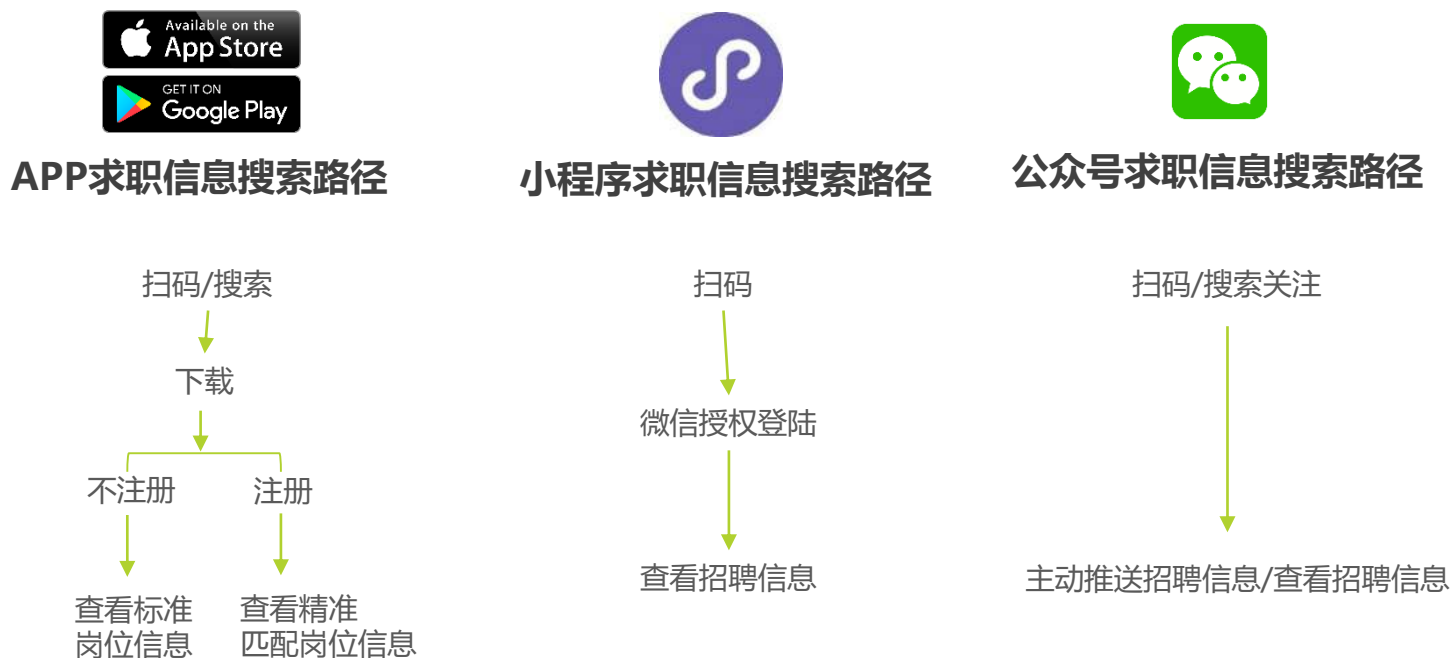 Available on the
App Store
GET IT ON
Google Play
APP求职信息搜索路径
扫码/搜索
下载
不注册
注册
查看标准
岗位信息
查看精准
匹配岗位信息
小程序求职信息搜索路径
扫码
微信授权登陆
查看招聘信息
公众号求职信息搜索路径
扫码/搜索关注
主动推送招聘信息/查看招聘信息